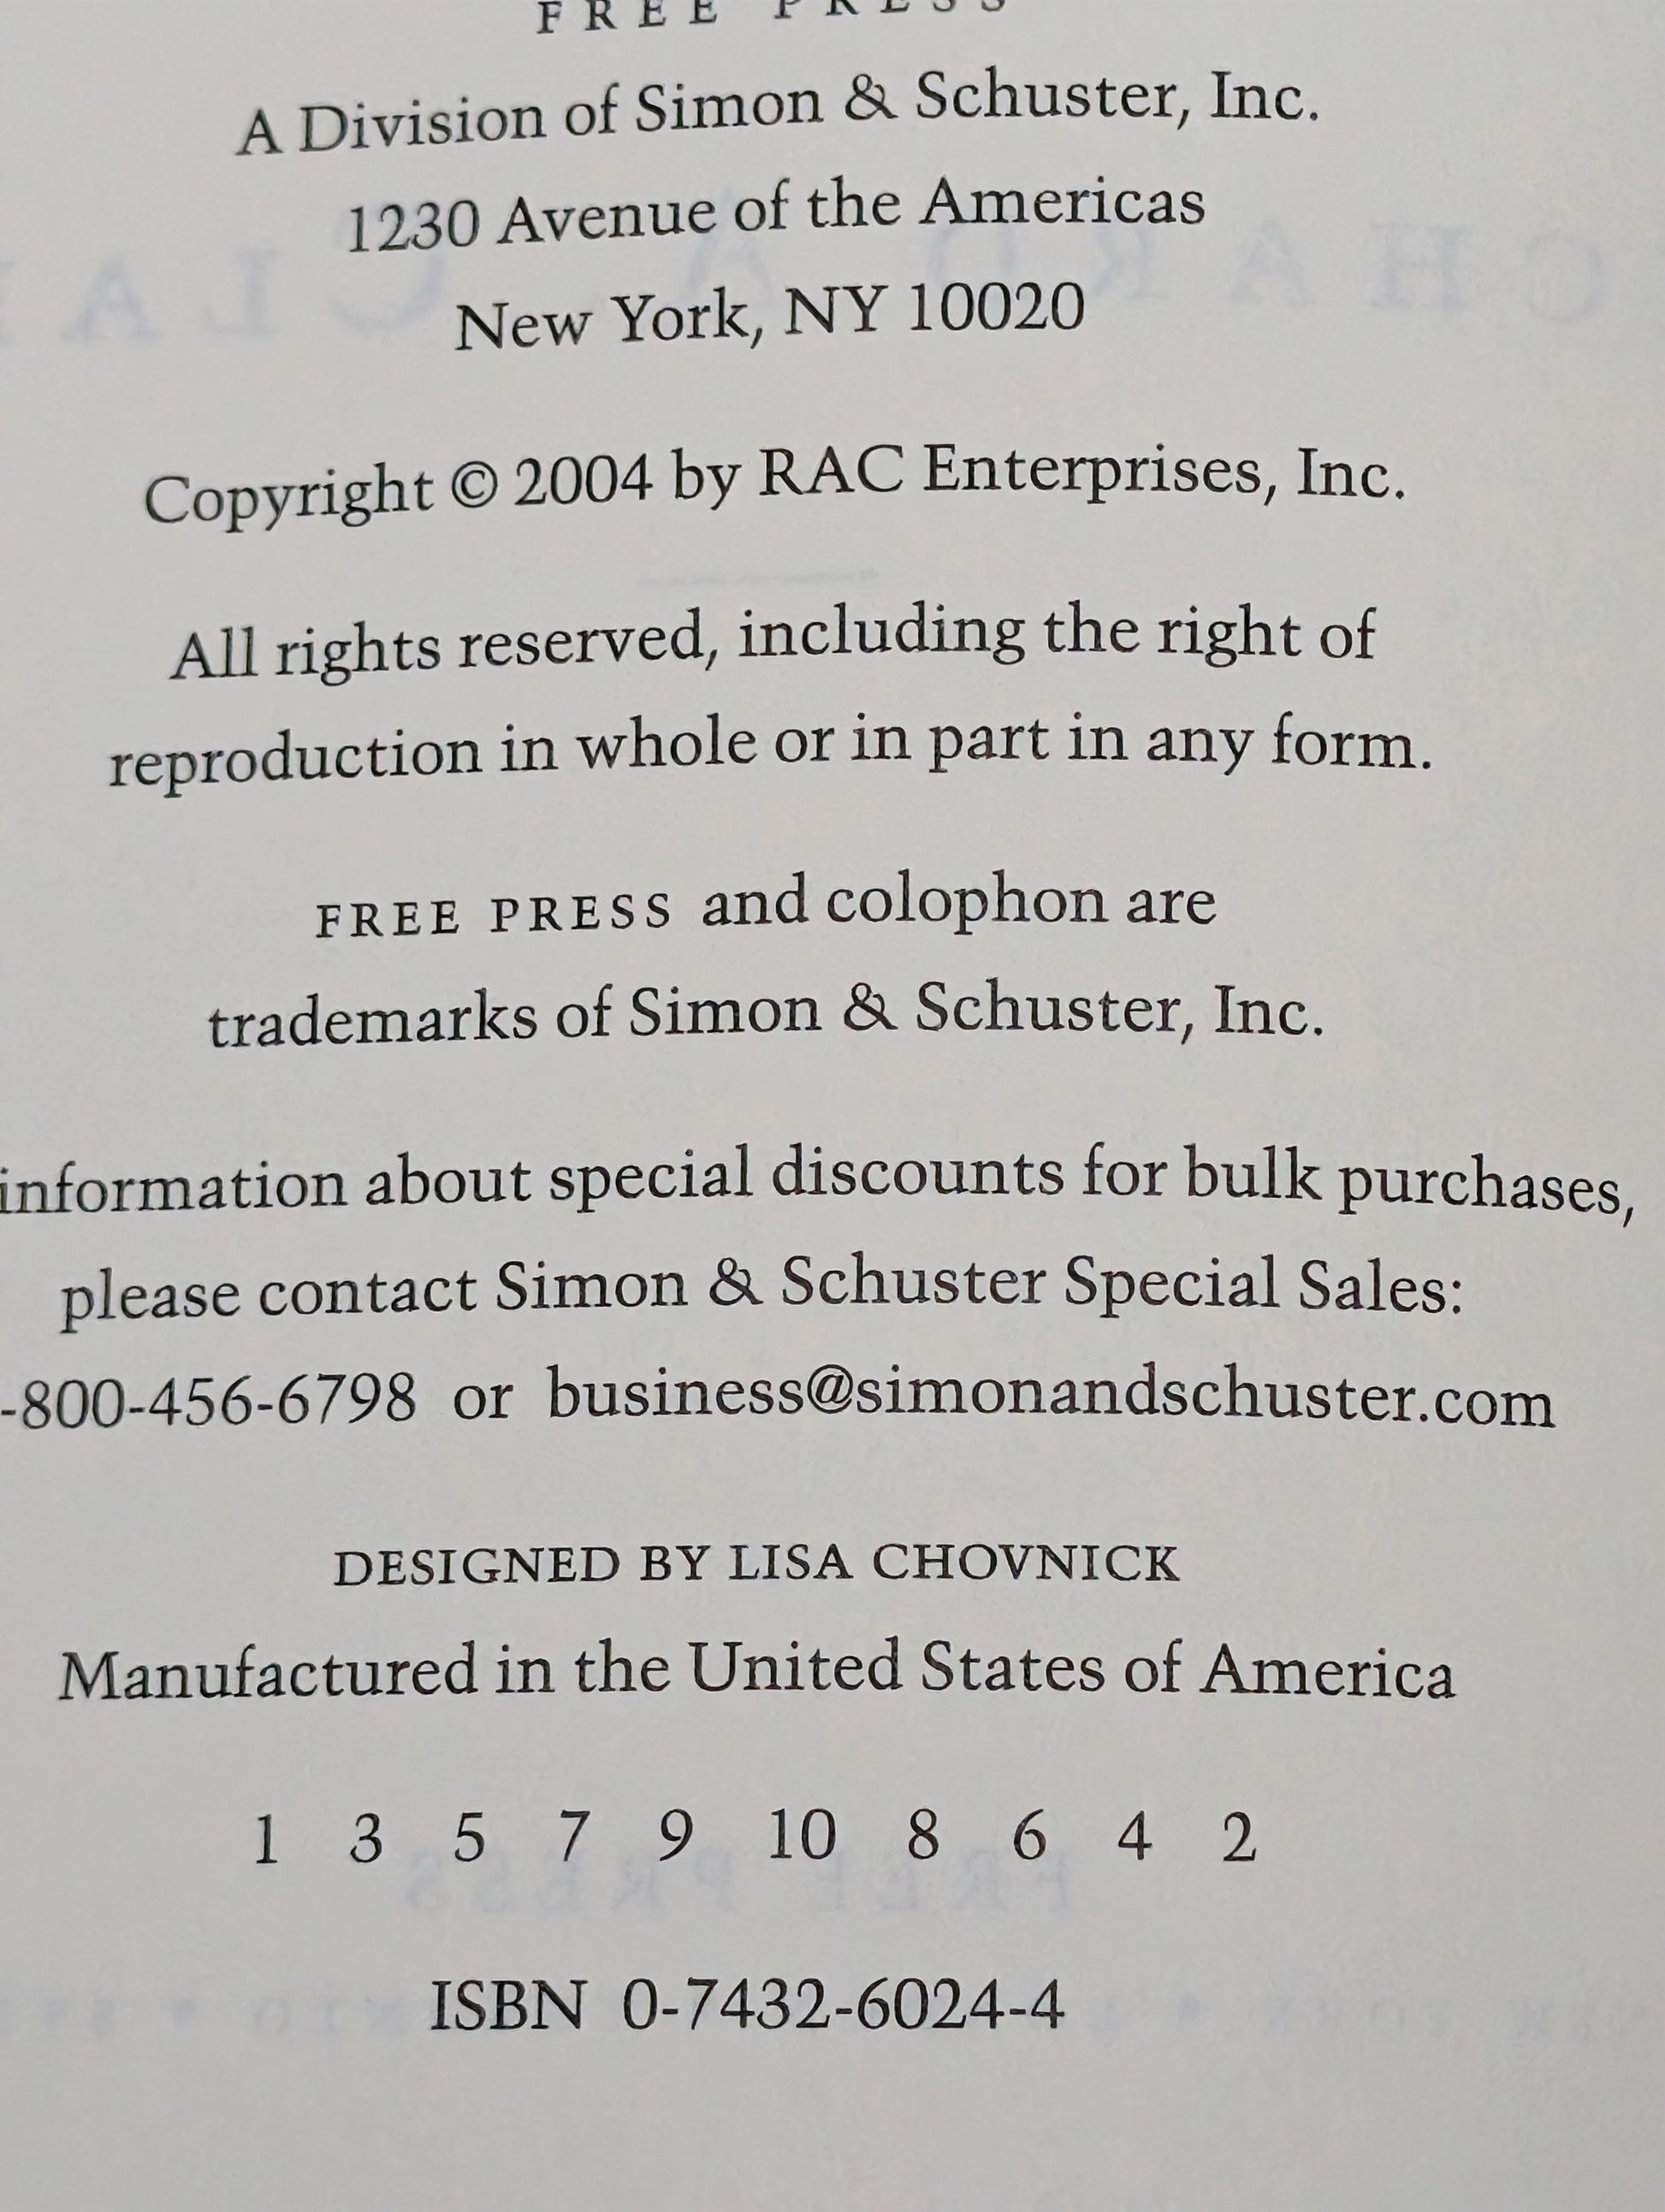 FREE PRESS
A Division of Simon & Schuster, Inc.
1230 Avenue of the Americas
New York, NY 10020
Copyright © 2004 by RAC Enterprises, Inc.
All rights reserved, including the right of
reproduction in whole or in part in any form.
FREE PRESS and colophon are
trademarks of Simon & Schuster, Inc.
information about special discounts for bulk purchases,
please contact Simon & Schuster Special Sales:
-800-456-6798 or business@simonandschuster.com
DESIGNED BY LISA CHOVNICK
Manufactured in the United States of America
1 3 5 7 9 10 8 6 4 2
ISBN 0-7432-6024-4